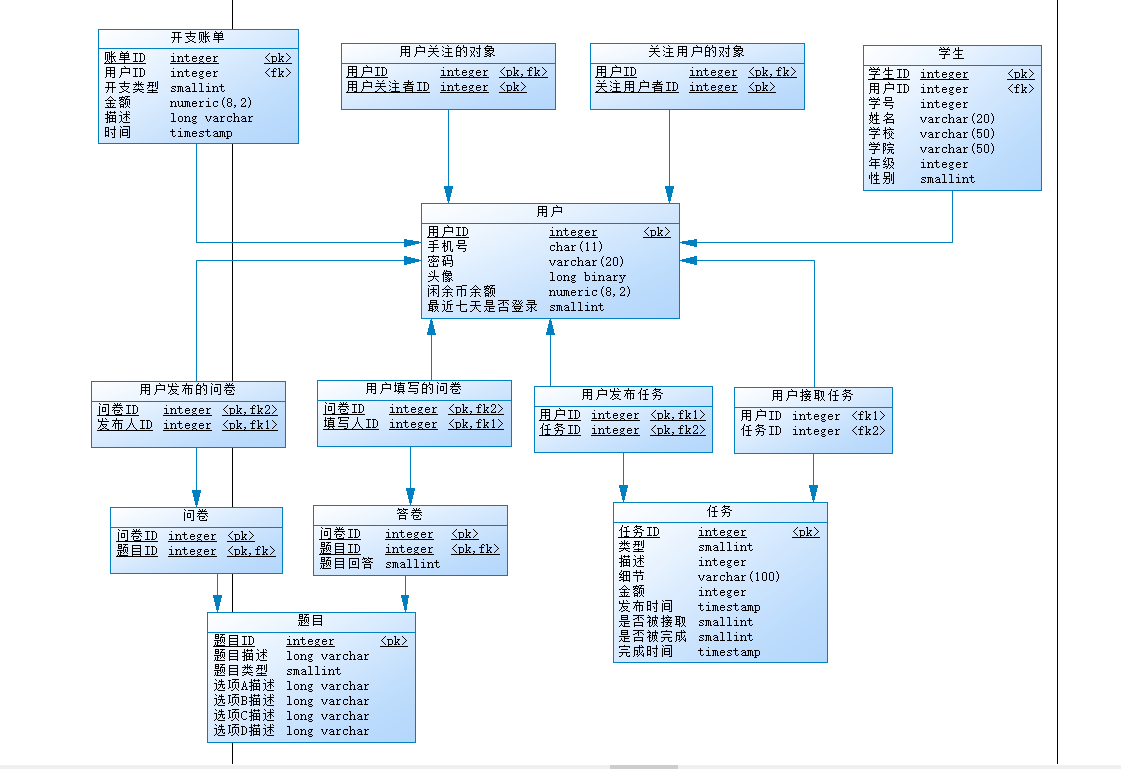 开支账单
账单ID integer <pk>
用户ID integer <fk>
开支类型 smallint
金额 numeric(8,2)
描述 long varchar
时间 timestamp
用户关注的对象
用户ID integer <pk,fk>
用户关注者ID integer <pk>
关注用户的对象
用户ID integer <pk,fk>
关注用户者ID integer <pk>
学生
学生ID integer <pk>
用户ID integer <fk>
学号 integer
姓名 varchar(20)
学校 varchar(50)
学院 varchar(50)
年级 integer
性别 smallint
用户
用户ID integer <pk>
手机号 char(11)
密码 varchar(20)
头像 long binary
闲余币余额 numeric(8,2)
最近七天是否登录 smallint
用户发布的问卷
问卷ID integer <pk,fk2>
发布人ID integer <pk,fk1>
用户填写的问卷
问卷ID integer <pk,fk2>
填写人ID integer <pk,fk1>
用户发布任务
用户ID integer <pk,fk1>
任务ID integer <pk,fk2>
用户接取任务
用户ID integer <fk1>
任务ID integer <fk2>
问卷
问卷ID integer <pk>
题目ID integer <pk,fk>
答卷
问卷ID integer <pk>
题目ID integer <pk,fk>
题目回答 smallint
任务
任务ID integer <pk>
类型 smallint
描述 integer
细节 varchar(100)
金额 integer
发布时间 timestamp
是否被接取 smallint
是否被完成 smallint
完成时间 timestamp
题目
题目ID integer <pk>
题目描述 long varchar
题目类型 smallint
选项A描述 long varchar
选项B描述 long varchar
选项C描述 long varchar
选项D描述 long varchar